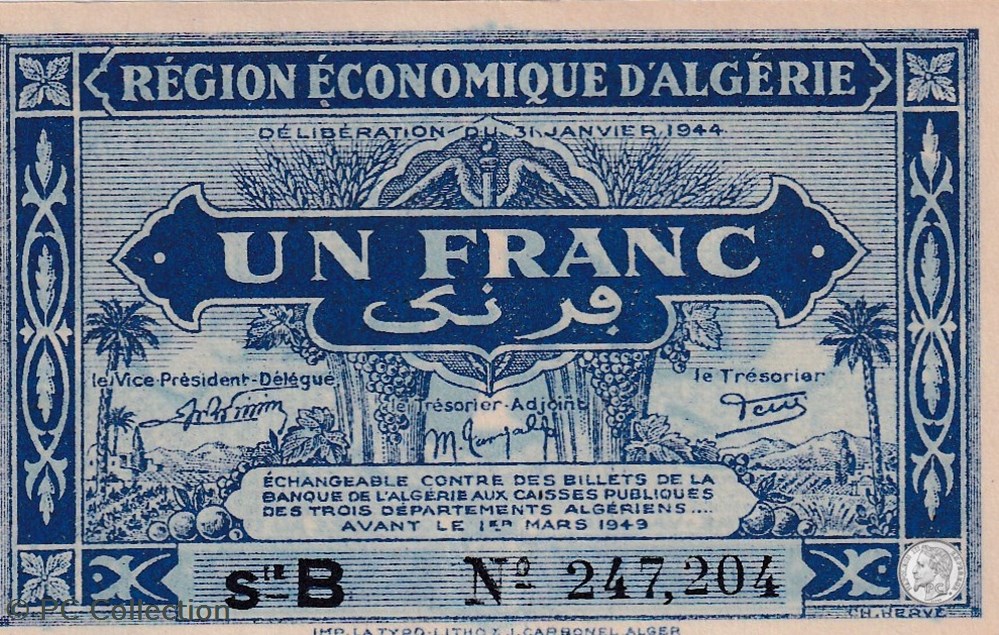 RÉGION ÉCONOMIQUE D'ALGÉRIE
DÉLIBÉRATION DU 31 JANVIER 1944
UN FRANC
فرنک
le Vice-Président-Délégué
le Trésorier
le Trésorier-Adjoint
ÉCHANGEABLE CONTRE DES BILLETS DE LA
BANQUE DE L'ALGÉRIE AUX CAISSES PUBLIQUES
DES TROIS DÉPARTEMENTS ALGÉRIENS....
AVANT LE 1ER MARS 1949
Sie B Nº 247,204
© PC Collection
CH. HERVÉ
IMP. LA TYPO-LITHO & J. CARBONEL ALGER